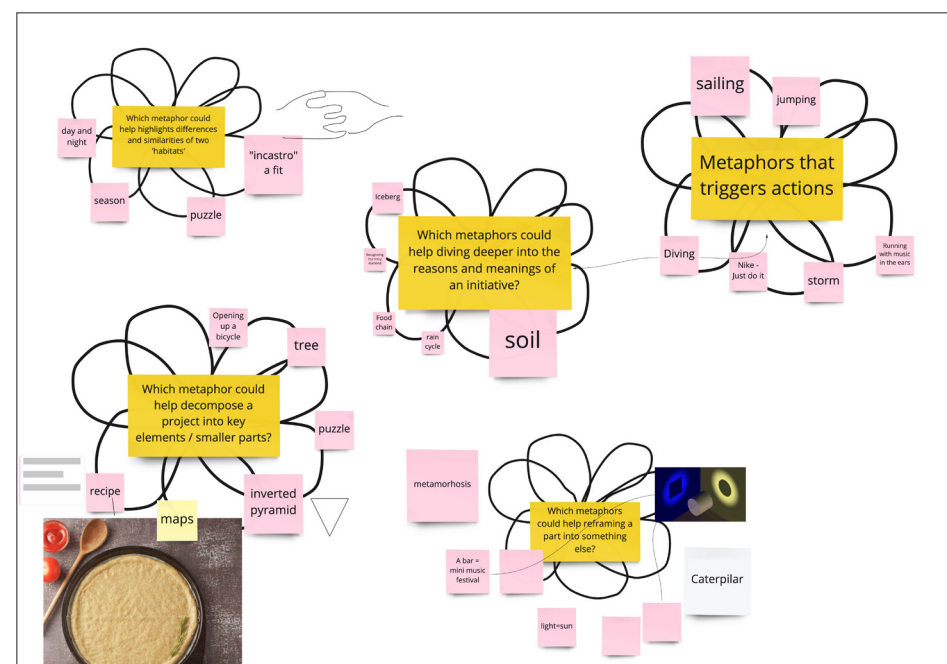 Which metaphor could
help highlights differences
and similarities of two
'habitats'
day and
night
season
puzzle
"incastro"
a fit
Which metaphors could
help diving deeper into the
reasons and meanings of
an initiative?
Iceberg
Food
chain
rain
cycle
soil
Metaphors that
triggers actions
sailing
jumping
Diving
Nike -
Just do it
storm
Running
with music
in the ears
Which metaphor could
help decompose a
project into key
elements / smaller parts?
Opening
up a
bicycle
tree
puzzle
inverted
pyramid
maps
recipe
Which metaphors
could help reframing a
part into something
else?
metamorhosis
A bar =
mini music
festival
light=sun
Caterpilar